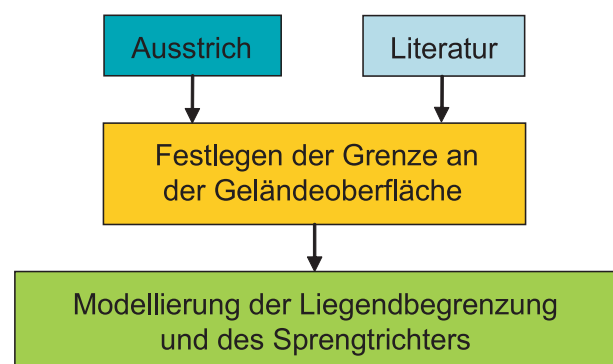 Ausstrich
Literatur
Festlegen der Grenze an
der Geländeoberfläche
Modellierung der Liegendbegrenzung
und des Sprengtrichters